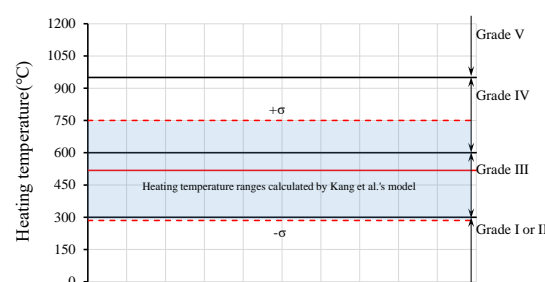 1200
Grade V
1050
900
Grade IV
+σ
750
600
Grade III
Heating temperature ranges calculated by Kang et al.'s model
450
300
Grade I or II
-σ
150
0
Heating temperature(°C)